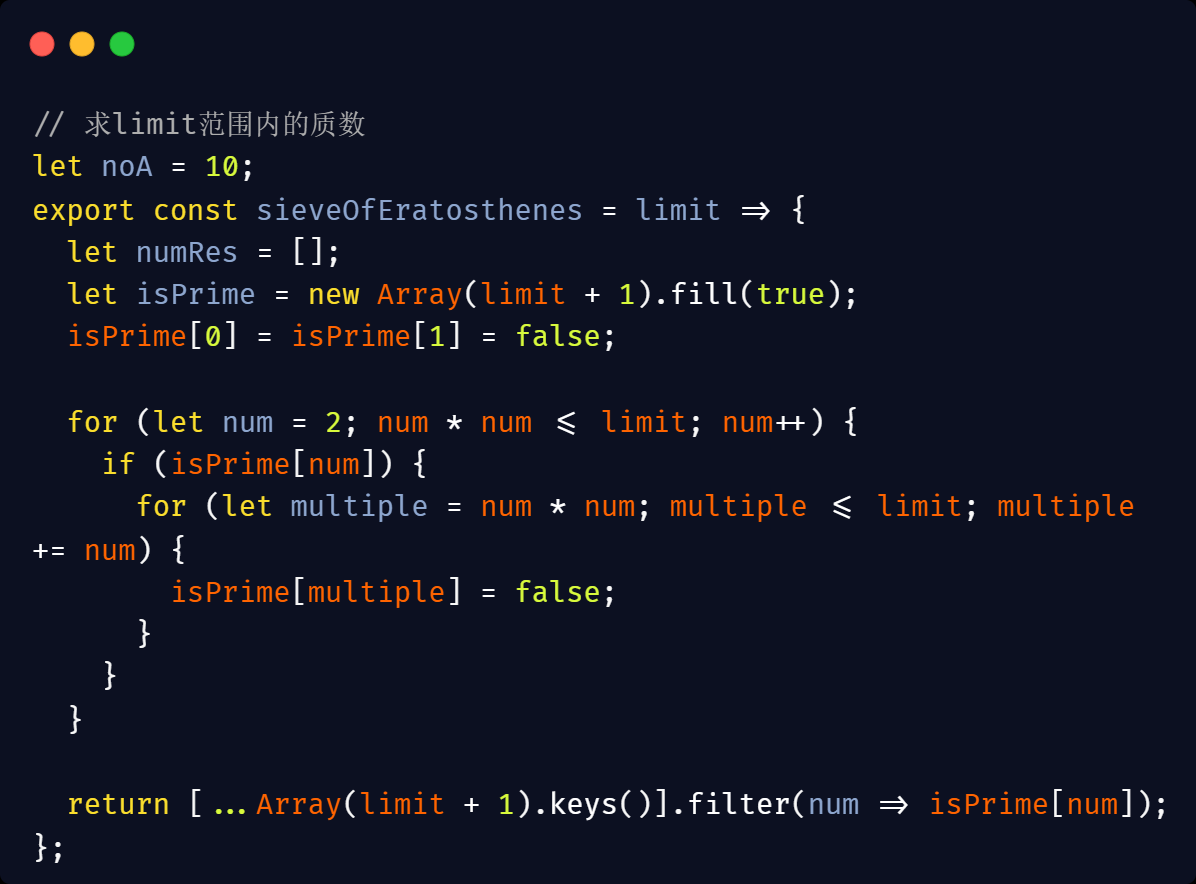 // 求limit范围内的质数
let noA = 10;
export const sieveOfEratosthenes = limit => {
  let numRes = [];
  let isPrime = new Array(limit + 1).fill(true);
  isPrime[0] = isPrime[1] = false;

  for (let num = 2; num * num <= limit; num++) {
    if (isPrime[num]) {
      for (let multiple = num * num; multiple <= limit; multiple
+= num) {
        isPrime[multiple] = false;
      }
    }
  }

  return [...Array(limit + 1).keys()].filter(num => isPrime[num]);
};